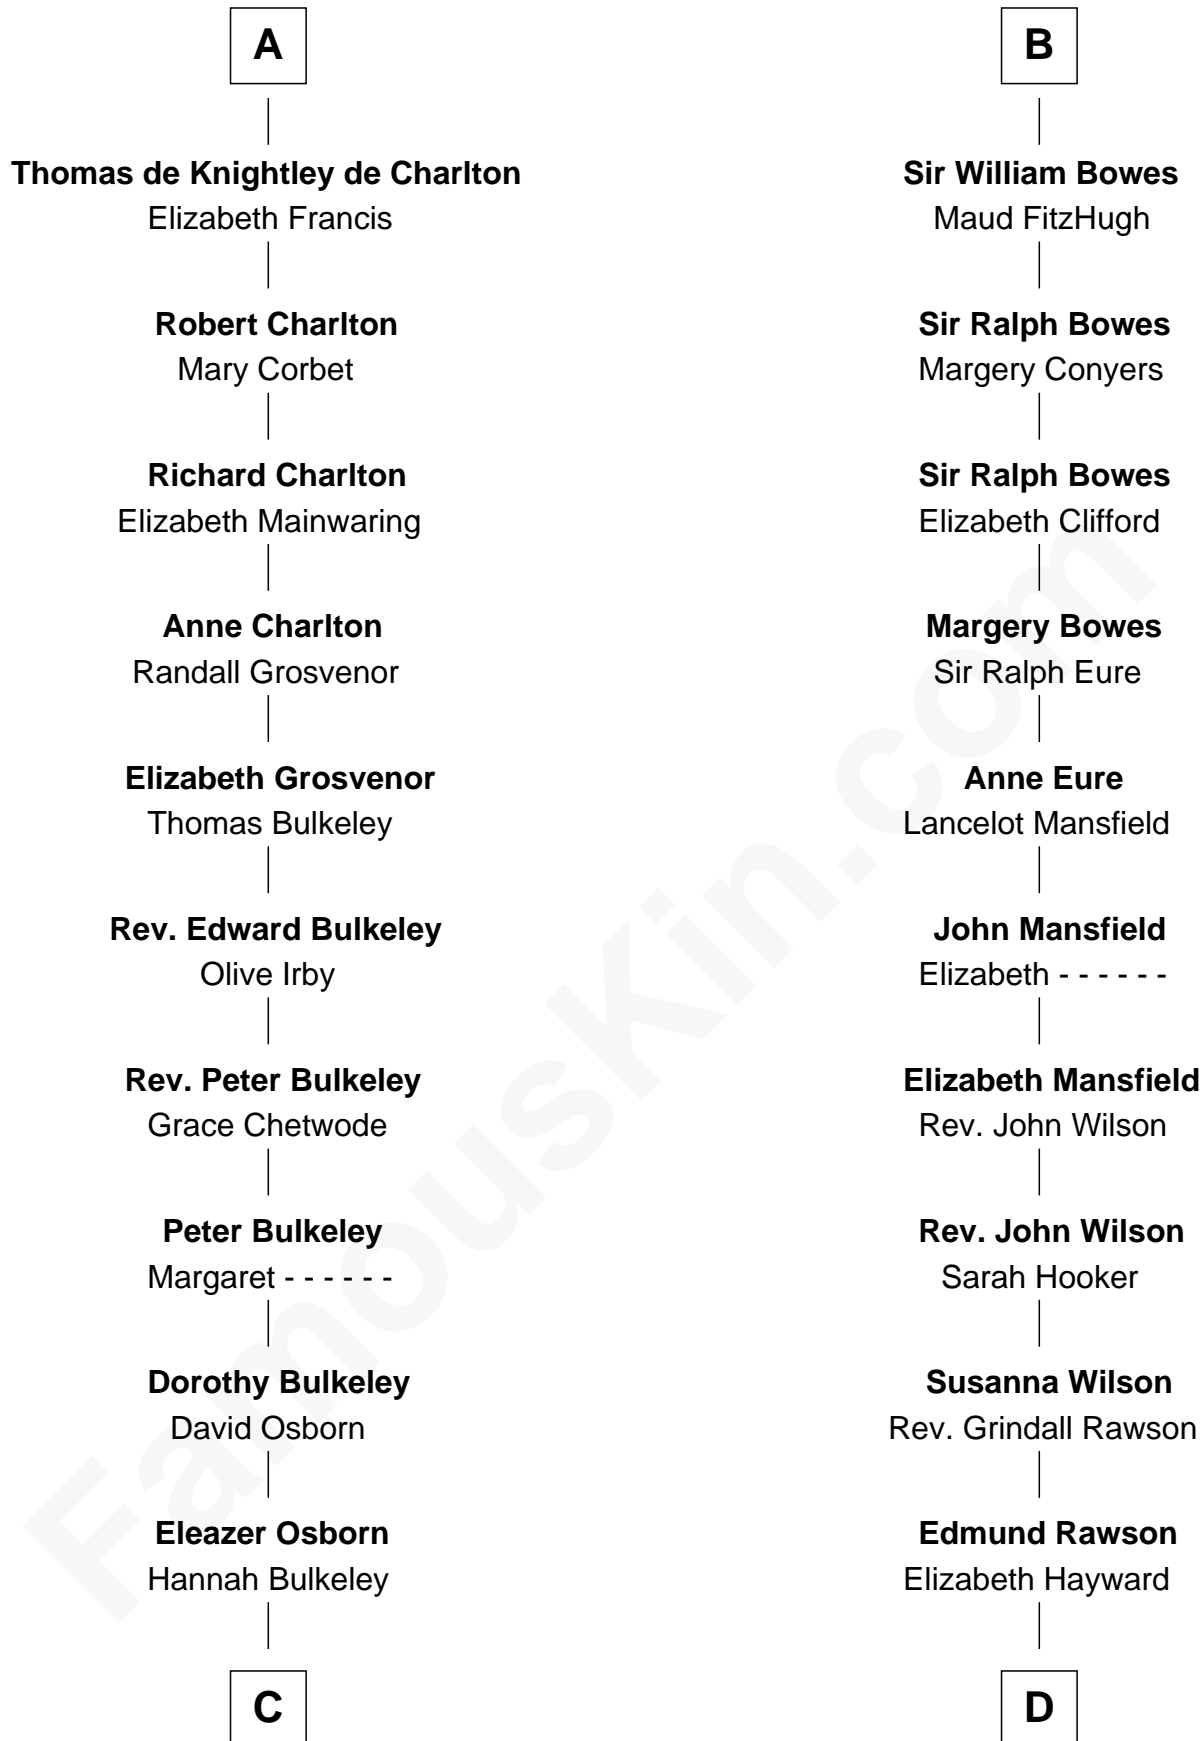 A
Thomas de Knightley de Charlton
Elizabeth Francis
Robert Charlton
Mary Corbet
Richard Charlton
Elizabeth Mainwaring
Anne Charlton
Randall Grosvenor
Elizabeth Grosvenor
Thomas Bulkeley
Rev. Edward Bulkeley
Olive Irby
Rev. Peter Bulkeley
Grace Chetwode
Peter Bulkeley
Margaret - - - - - -
Dorothy Bulkeley
David Osborn
Eleazer Osborn
Hannah Bulkeley
C
B
Sir William Bowes
Maud FitzHugh
Sir Ralph Bowes
Margery Conyers
Sir Ralph Bowes
Elizabeth Clifford
Margery Bowes
Sir Ralph Eure
Anne Eure
Lancelot Mansfield
John Mansfield
Elizabeth - - - - - -
Elizabeth Mansfield
Rev. John Wilson
Rev. John Wilson
Sarah Hooker
Susanna Wilson
Rev. Grindall Rawson
Edmund Rawson
Elizabeth Hayward
D
FamousKin.com